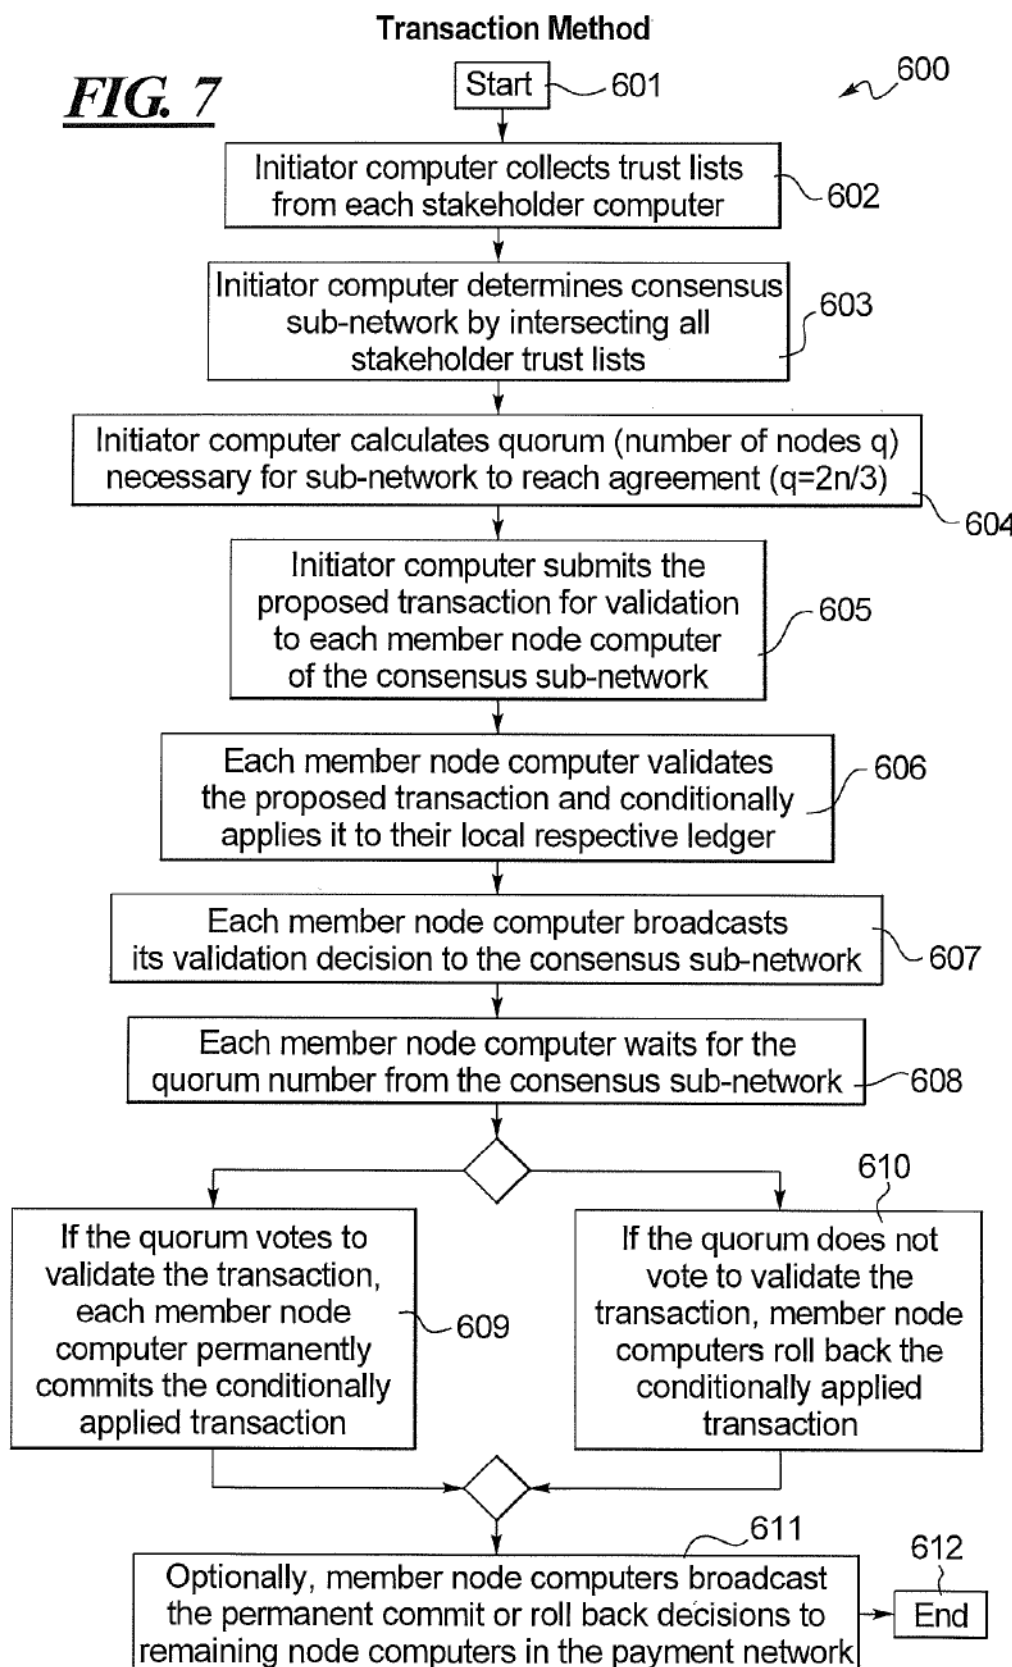 Transaction Method
FIG. 7
600
Start
601
Initiator computer collects trust lists
from each stakeholder computer
602
Initiator computer determines consensus
sub-network by intersecting all
stakeholder trust lists
603
Initiator computer calculates quorum (number of nodes q)
necessary for sub-network to reach agreement (q=2n/3)
604
Initiator computer submits the
proposed transaction for validation
to each member node computer
of the consensus sub-network
605
Each member node computer validates
the proposed transaction and conditionally
applies it to their local respective ledger
606
Each member node computer broadcasts
its validation decision to the consensus sub-network
607
Each member node computer waits for the
quorum number from the consensus sub-network
608
If the quorum votes to
validate the transaction,
each member node
computer permanently
commits the conditionally
applied transaction
609
610
If the quorum does not
vote to validate the
transaction, member node
computers roll back the
conditionally applied
transaction
611
Optionally, member node computers broadcast
the permanent commit or roll back decisions to
remaining node computers in the payment network
612
End